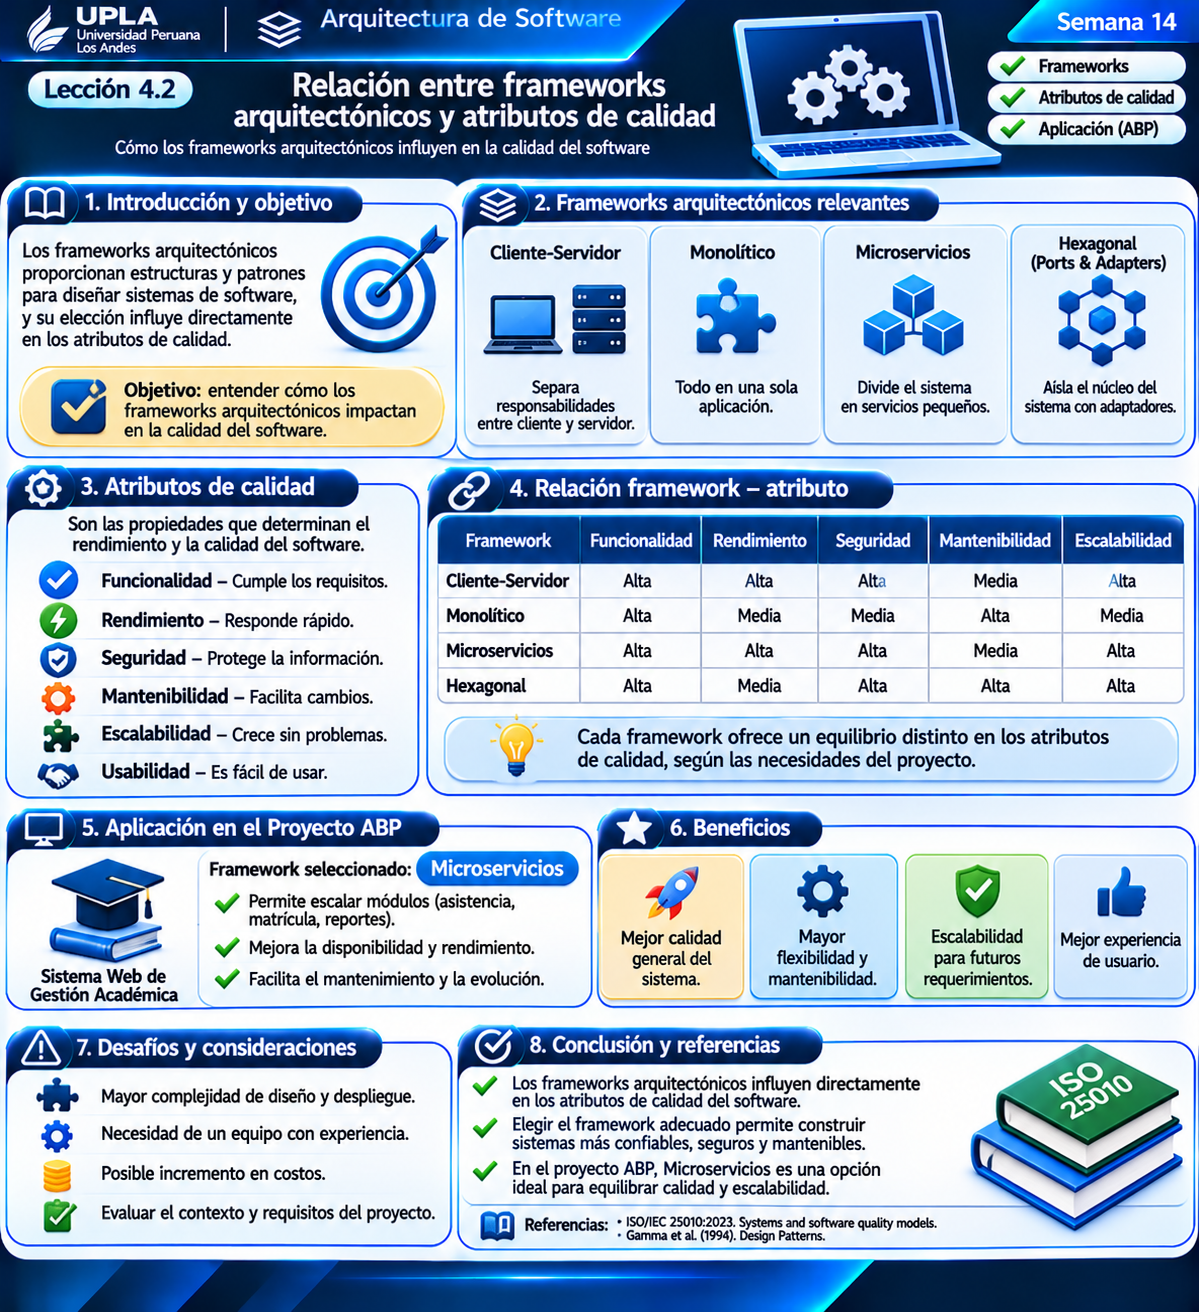 UPLA
Universidad Peruana
Los Andes
Arquitectura de Software
Semana 14
Lección 4.2
Relación entre frameworks
arquitectónicos y atributos de calidad
Cómo los frameworks arquitectónicos influyen en la calidad del software
Frameworks
Atributos de calidad
Aplicación (ABP)
1. Introducción y objetivo
Los frameworks arquitectónicos
proporcionan estructuras y patrones
para diseñar sistemas de software,
y su elección influye directamente
en los atributos de calidad.
Objetivo: entender cómo los
frameworks arquitectónicos impactan
en la calidad del software.
2. Frameworks arquitectónicos relevantes
Cliente-Servidor
Separa
responsabilidades
entre cliente y servidor.
Monolítico
Todo en una sola
aplicación.
Microservicios
Divide el sistema
en servicios pequeños.
Hexagonal
(Ports & Adapters)
Aísla el núcleo del
sistema con adaptadores.
3. Atributos de calidad
Son las propiedades que determinan el
rendimiento y la calidad del software.
Funcionalidad – Cumple los requisitos.
Rendimiento – Responde rápido.
Seguridad – Protege la información.
Mantenibilidad – Facilita cambios.
Escalabilidad – Crece sin problemas.
Usabilidad – Es fácil de usar.
4. Relación framework – atributo
Framework Funcionalidad Rendimiento Seguridad Mantenibilidad Escalabilidad
Cliente-Servidor Alta Alta Alta Media Alta
Monolítico Alta Media Media Alta Media
Microservicios Alta Alta Alta Media Alta
Hexagonal Alta Media Alta Alta Alta
Cada framework ofrece un equilibrio distinto en los atributos
de calidad, según las necesidades del proyecto.
5. Aplicación en el Proyecto ABP
Sistema Web de
Gestión Académica
Framework seleccionado: Microservicios
Permite escalar módulos (asistencia,
matrícula, reportes).
Mejora la disponibilidad y rendimiento.
Facilita el mantenimiento y la evolución.
6. Beneficios
Mejor calidad
general del
sistema.
Mayor
flexibilidad y
mantenibilidad.
Escalabilidad
para futuros
requerimientos.
Mejor experiencia
de usuario.
7. Desafíos y consideraciones
Mayor complejidad de diseño y despliegue.
Necesidad de un equipo con experiencia.
Posible incremento en costos.
Evaluar el contexto y requisitos del proyecto.
8. Conclusión y referencias
Los frameworks arquitectónicos influyen directamente
en los atributos de calidad del software.
Elegir el framework adecuado permite construir
sistemas más confiables, seguros y mantenibles.
En el proyecto ABP, Microservicios es una opción
ideal para equilibrar calidad y escalabilidad.
ISO
25010
Referencias: • ISO/IEC 25010:2023. Systems and software quality models.
• Gamma et al. (1994). Design Patterns.